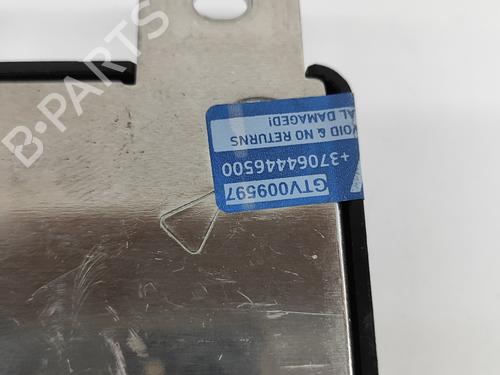 B-PARTS
GTV009597
+37064446500
VOID & NO RETURNS
AL DAMAGED!